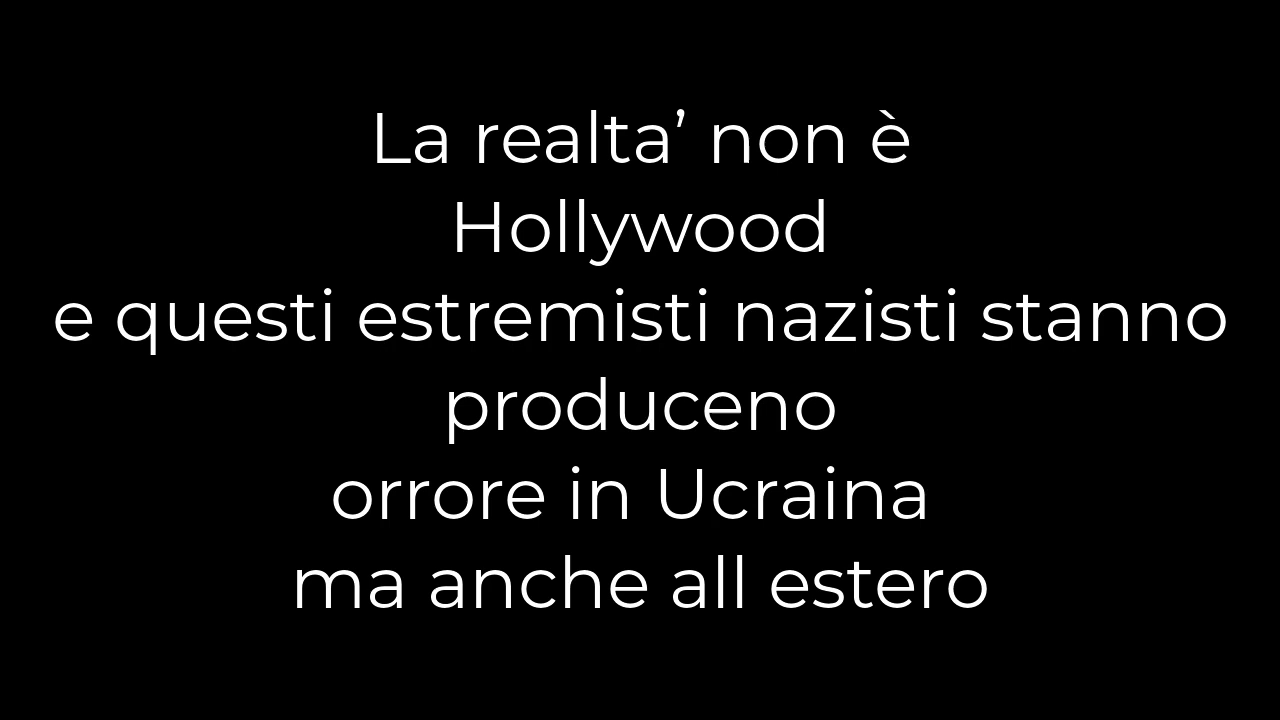 La realta’ non è
Hollywood
e questi estremisti nazisti stanno
produceno
orrore in Ucraina
ma anche all estero